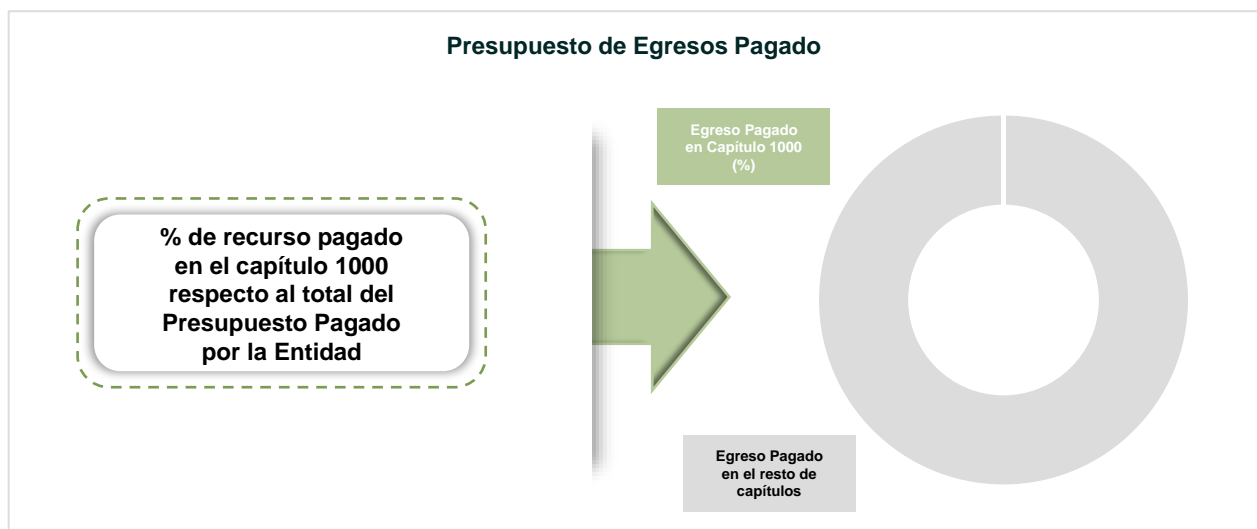 Presupuesto de Egresos Pagado
Egreso Pagado
en Capítulo 1000
(%)
% de recurso pagado
en el capítulo 1000
respecto al total del
Presupuesto Pagado
por la Entidad
Egreso Pagado
en el resto de
capítulos